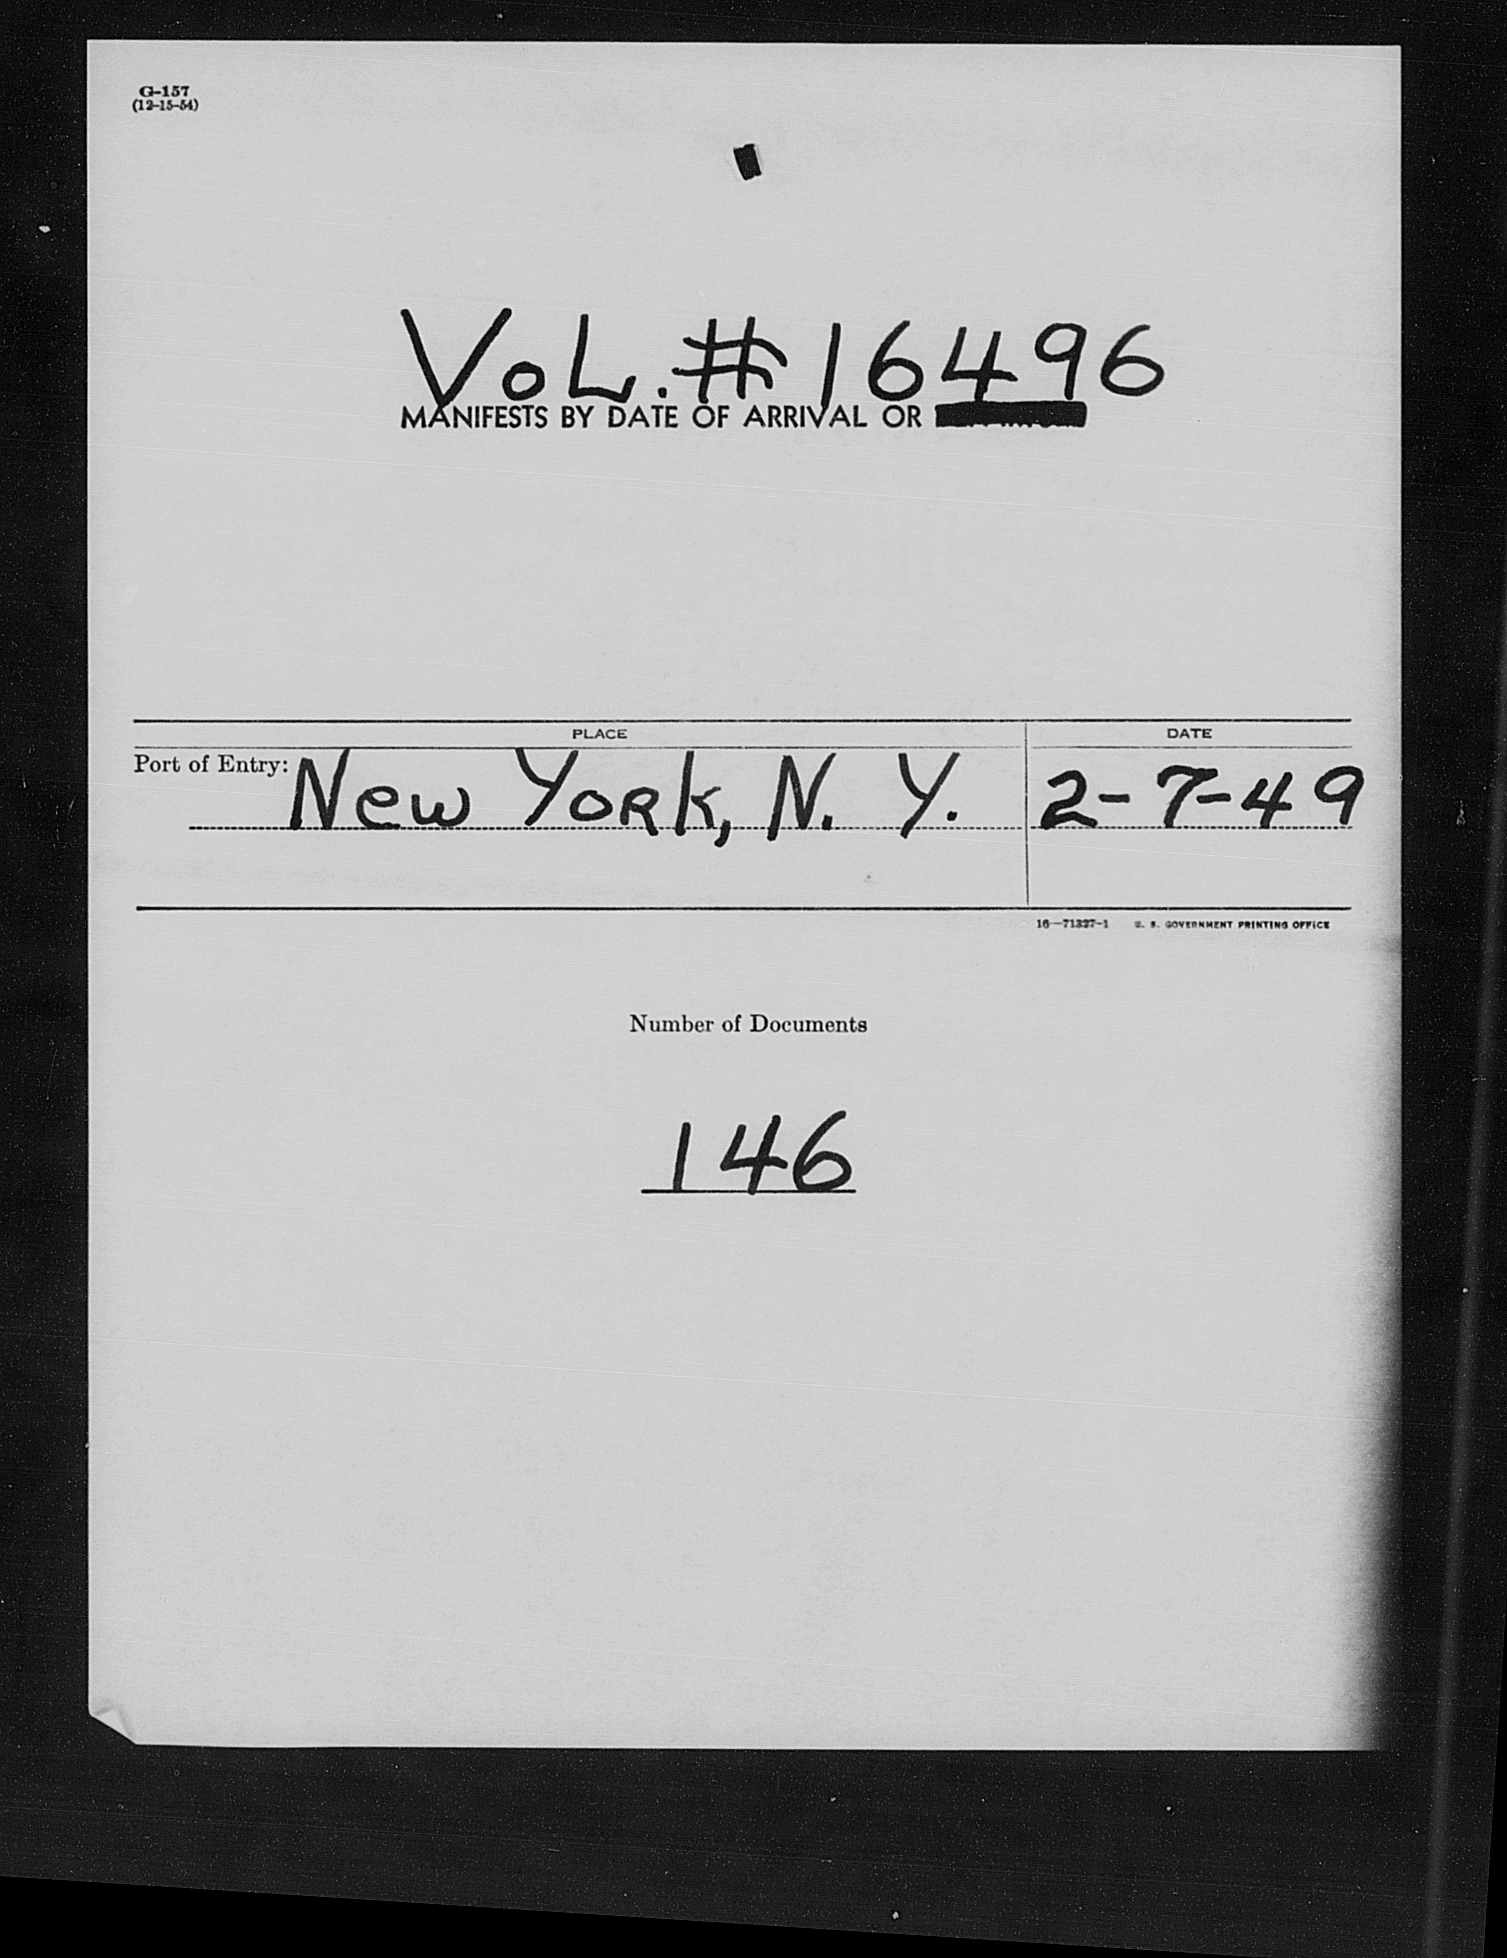 G-157
(12-15-54)
VoL. # 16496
MANIFESTS BY DATE OF ARRIVAL OR
PLACE DATE
Port of Entry: New York, N. Y. 2-7-49
16—71327-1 U. S. GOVERNMENT PRINTING OFFICE
Number of Documents
146